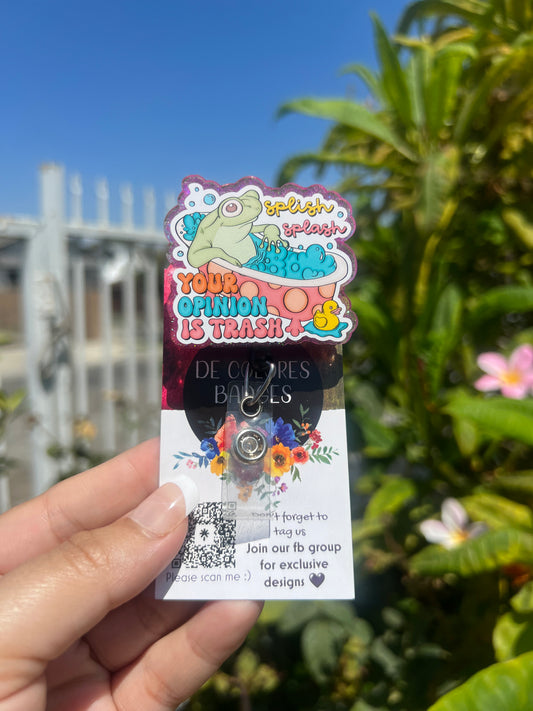 splish
splash
YOUR
OPINION
IS TRASH
DE COLORES
BADGES
Don't forget to
tag us
Please scan me :)
Join our fb group
for exclusive
designs 🖤